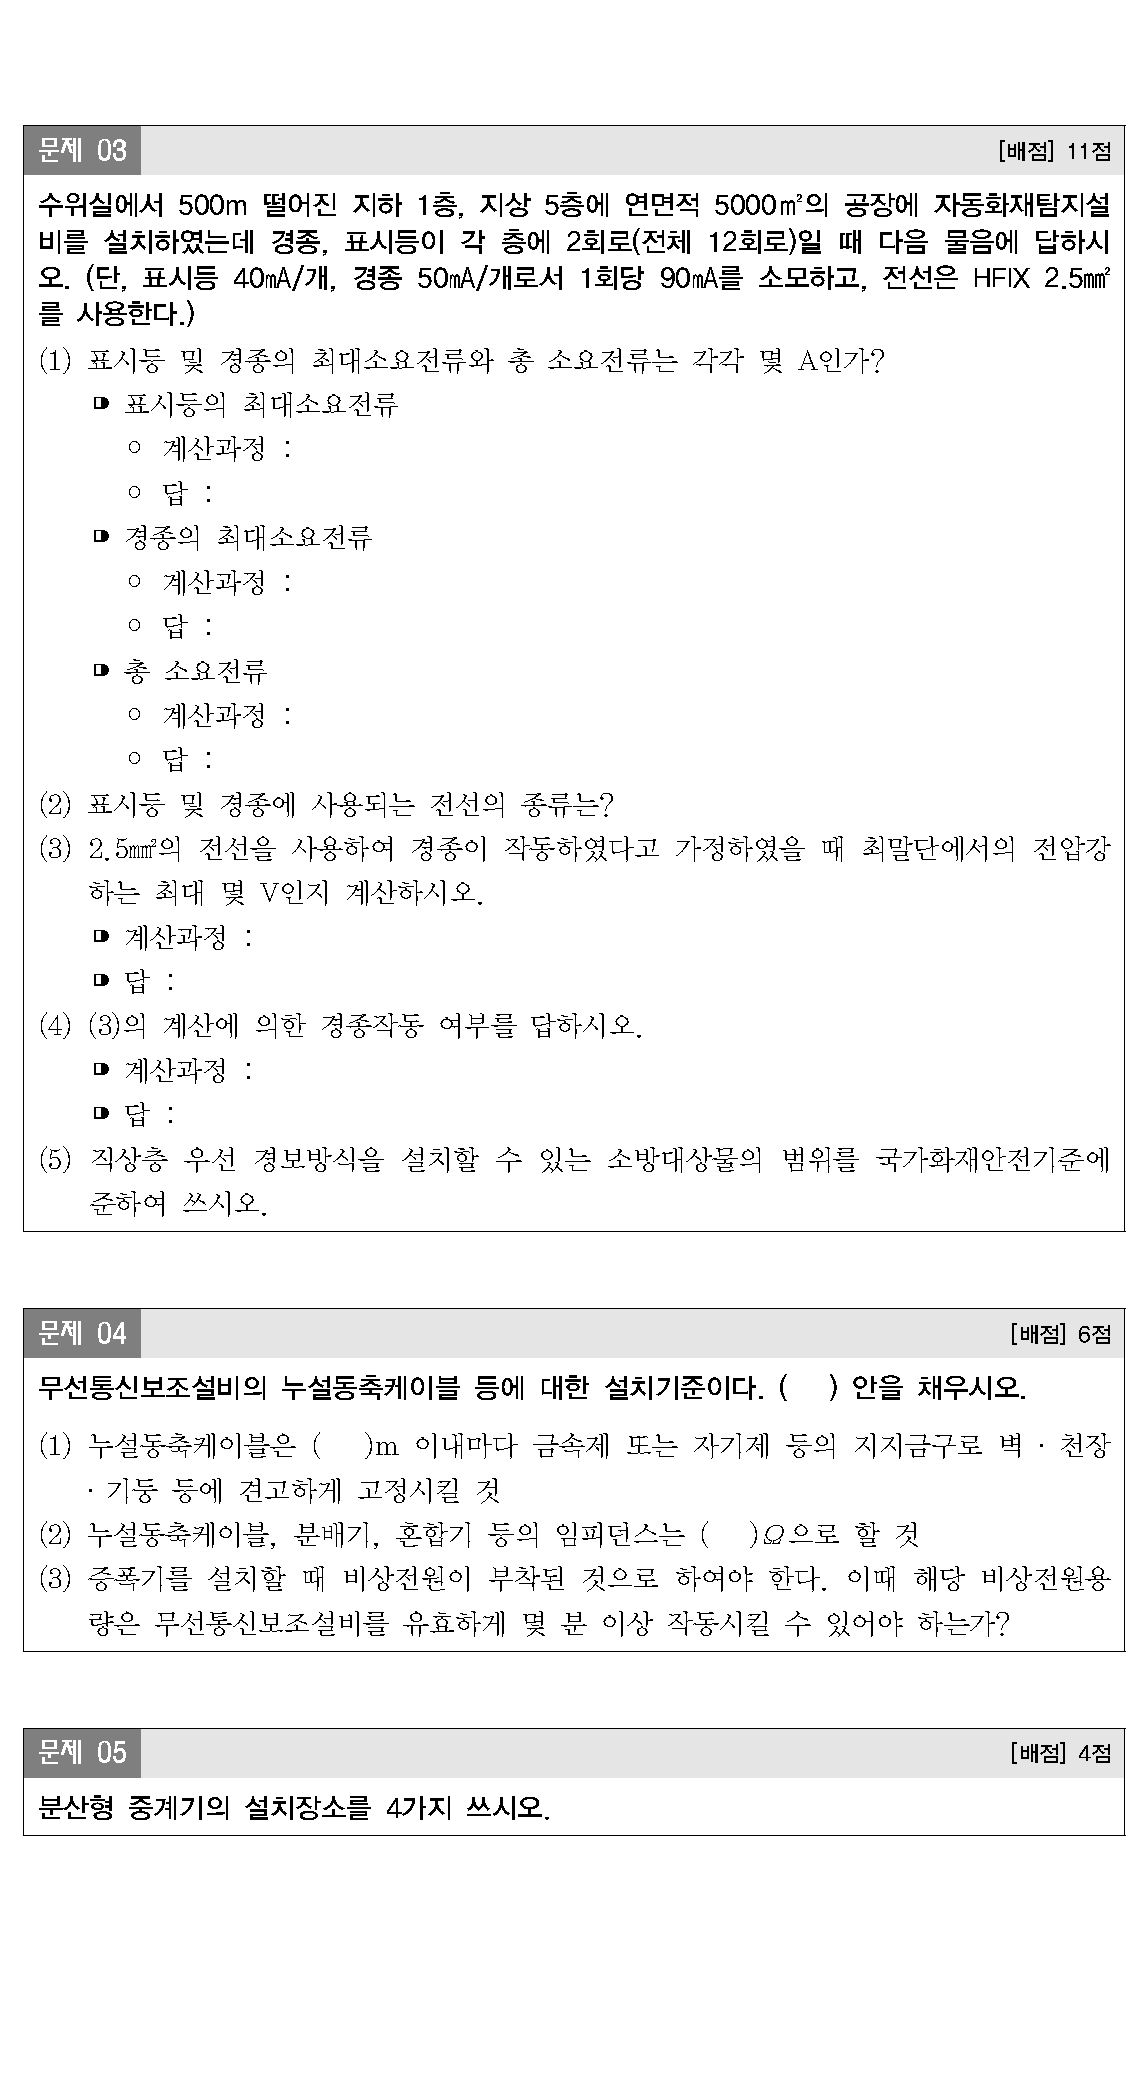 문제 03
[배점] 11점
수위실에서 500m 떨어진 지하 1층, 지상 5층에 연면적 5000㎡의 공장에 자동화재탐지설
비를 설치하였는데 경종, 표시등이 각 층에 2회로(전체 12회로)일 때 다음 물음에 답하시
오. (단, 표시등 40㎃/개, 경종 50㎃/개로서 1회당 90㎃를 소모하고, 전선은 HFIX 2.5㎟
를 사용한다.)
(1) 표시등 및 경종의 최대소요전류와 총 소요전류는 각각 몇 A인가?
표시등의 최대소요전류
○ 계산과정 :
○ 답 :
경종의 최대소요전류
○ 계산과정 :
○ 답 :
총 소요전류
○ 계산과정 :
○ 답 :
(2) 표시등 및 경종에 사용되는 전선의 종류는?
(3) 2.5㎟의 전선을 사용하여 경종이 작동하였다고 가정하였을 때 최말단에서의 전압강
하는 최대 몇 V인지 계산하시오.
계산과정 :
답 :
(4) (3)의 계산에 의한 경종작동 여부를 답하시오.
계산과정 :
답 :
(5) 직상층 우선 경보방식을 설치할 수 있는 소방대상물의 범위를 국가화재안전기준에
준하여 쓰시오.
문제 04
[배점] 6점
무선통신보조설비의 누설동축케이블 등에 대한 설치기준이다. (   ) 안을 채우시오.
(1) 누설동축케이블은 (   )m 이내마다 금속제 또는 자기제 등의 지지금구로 벽 · 천장
· 기둥 등에 견고하게 고정시킬 것
(2) 누설동축케이블, 분배기, 혼합기 등의 임피던스는 (   )Ω으로 할 것
(3) 증폭기를 설치할 때 비상전원이 부착된 것으로 하여야 한다. 이때 해당 비상전원용
량은 무선통신보조설비를 유효하게 몇 분 이상 작동시킬 수 있어야 하는가?
문제 05
[배점] 4점
분산형 중계기의 설치장소를 4가지 쓰시오.